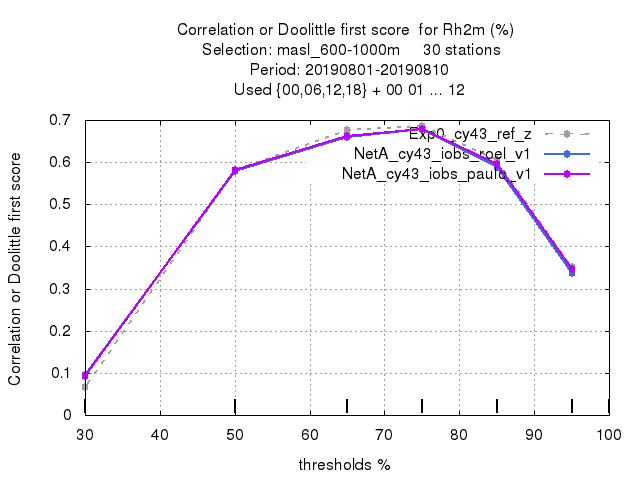 Correlation or Doolittle first score  for Rh2m (%)
Selection: masl_600-1000m     30 stations
Period: 20190801-20190810
Used {00,06,12,18} + 00 01 ... 12
Correlation or Doolittle first score
0.7
0.6
0.5
0.4
0.3
0.2
0.1
0
Exp0_cy43_ref_z
NetA_cy43_iobs_roel_v1
NetA_cy43_iobs_paulo_v1
30 40 50 60 70 80 90 100
thresholds %